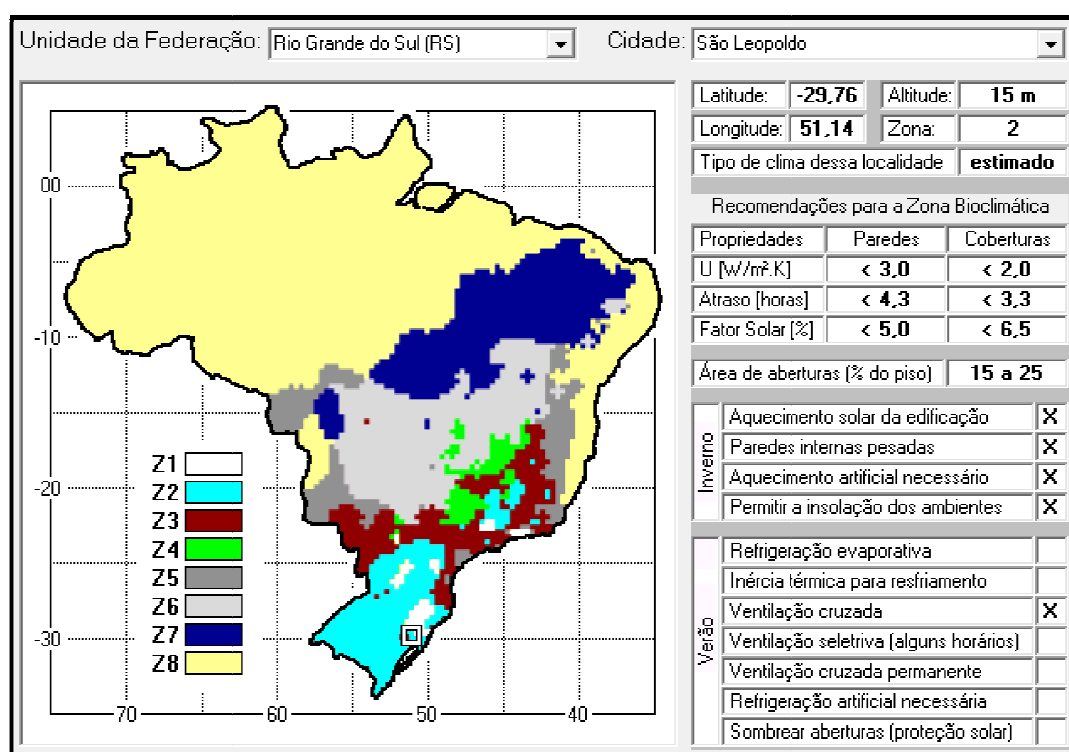 Unidade da Federação: Rio Grande do Sul (RS) Cidade: São Leopoldo
Latitude: -29,76 Altitude: 15 m
Longitude: 51,14 Zona: 2
Tipo de clima dessa localidade estimado
Recomendações para a Zona Bioclimática
Propriedades Paredes Coberturas
U [W/m².K] < 3,0 < 2,0
Atraso [horas] < 4,3 < 3,3
Fator Solar [%] < 5,0 < 6,5
Área de aberturas (% do piso) 15 a 25
Inverno
Aquecimento solar da edificação X
Paredes internas pesadas X
Aquecimento artificial necessário X
Permitir a insolação dos ambientes X
Verão
Refrigeração evaporativa
Inércia térmica para resfriamento
Ventilação cruzada X
Ventilação seletriva (alguns horários)
Ventilação cruzada permanente
Refrigeração artificial necessária
Sombrear aberturas (proteção solar)
00
-10
-20
-30
Z1
Z2
Z3
Z4
Z5
Z6
Z7
Z8
70 60 50 40